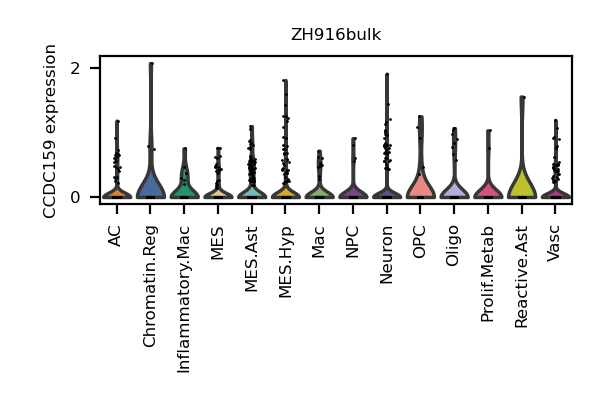 ZH916bulk
CCDC159 expression
2
0
AC
Chromatin.Reg
Inflammatory.Mac
MES
MES.Ast
MES.Hyp
Mac
NPC
Neuron
OPC
Oligo
Prolif.Metab
Reactive.Ast
Vasc